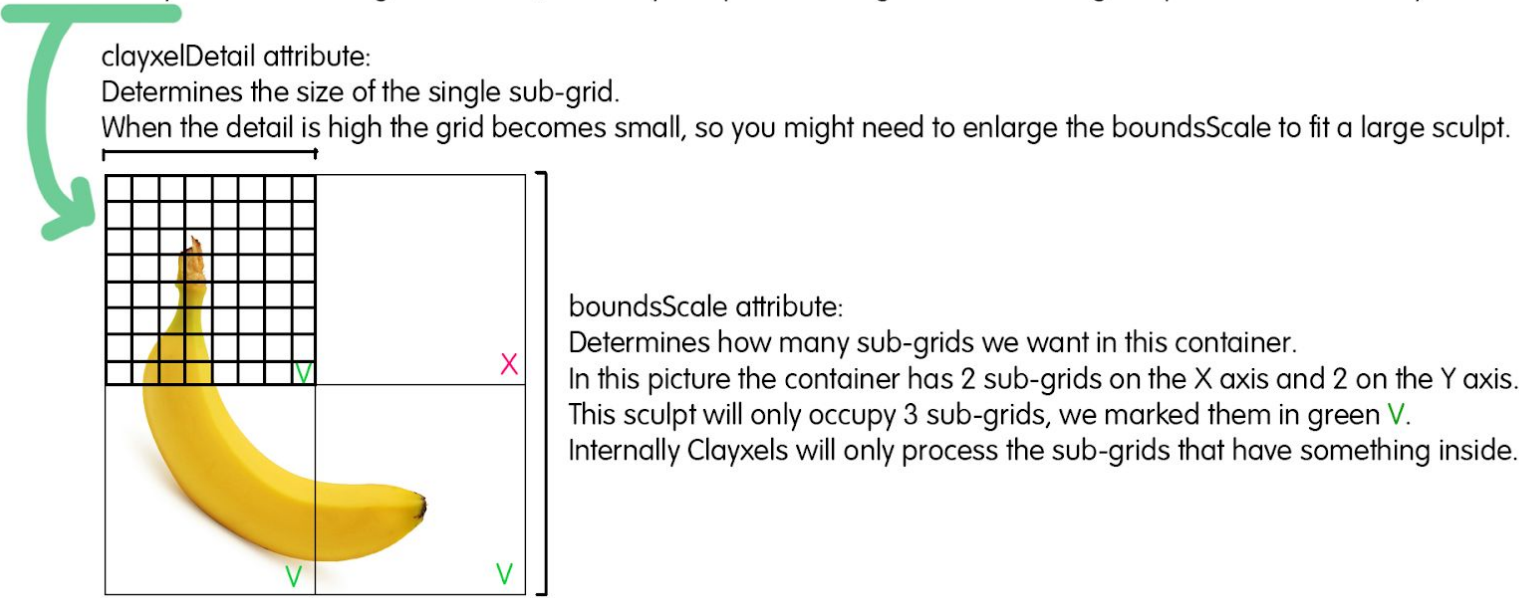 clayxelDetail attribute:
Determines the size of the single sub-grid.
When the detail is high the grid becomes small, so you might need to enlarge the boundsScale to fit a large sculpt.
V
X
boundsScale attribute:
Determines how many sub-grids we want in this container.
In this picture the container has 2 sub-grids on the X axis and 2 on the Y axis.
This sculpt will only occupy 3 sub-grids, we marked them in green V.
Internally Clayxels will only process the sub-grids that have something inside.
V
V